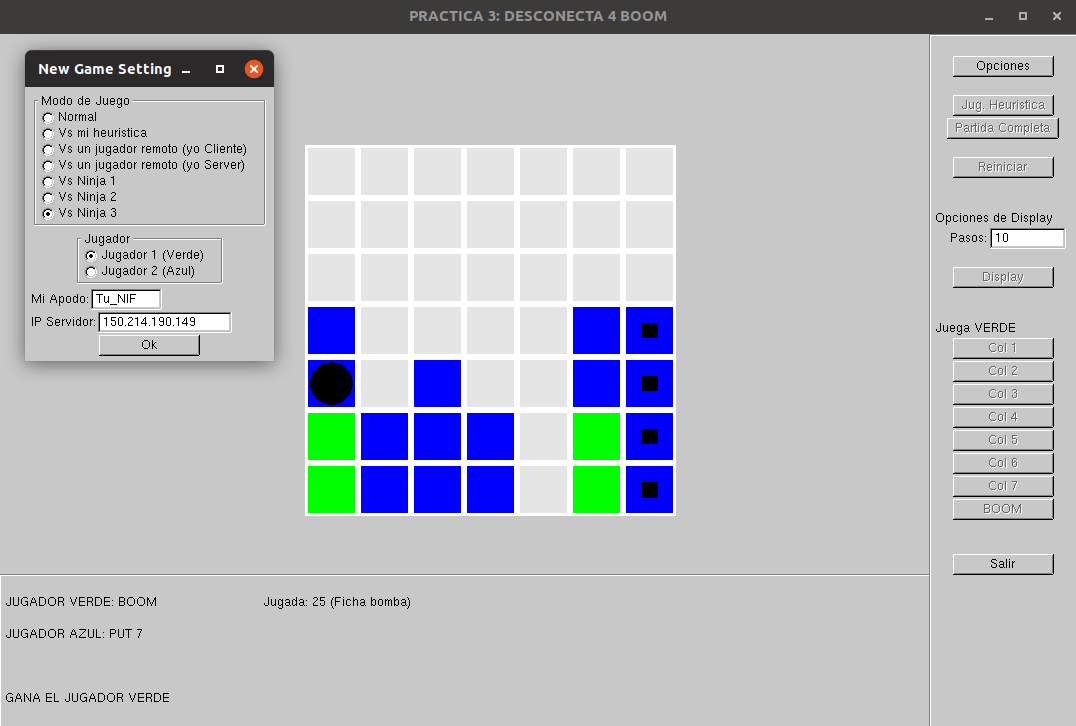 PRACTICA 3: DESCONECTA 4 BOOM
New Game Setting
Modo de Juego
Normal
Vs mi heuristica
Vs un jugador remoto (yo Cliente)
Vs un jugador remoto (yo Server)
Vs Ninja 1
Vs Ninja 2
Vs Ninja 3
Jugador
Jugador 1 (Verde)
Jugador 2 (Azul)
Mi Apodo: Tu_NIF
IP Servidor: 150.214.190.149
Ok
Opciones
Jug. Heuristica
Partida Completa
Reiniciar
Opciones de Display
Pasos: 10
Display
Juega VERDE
Col 1
Col 2
Col 3
Col 4
Col 5
Col 6
Col 7
BOOM
Salir
JUGADOR VERDE: BOOM
Jugada: 25 (Ficha bomba)
JUGADOR AZUL: PUT 7
GANA EL JUGADOR VERDE